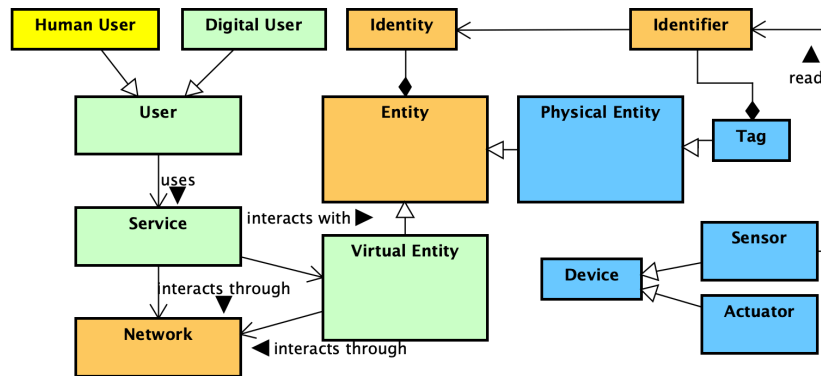 Human User
Digital User
Identity
Identifier
read
User
Entity
Physical Entity
Tag
uses
Service
interacts with
Virtual Entity
Sensor
Device
interacts through
Actuator
Network
interacts through